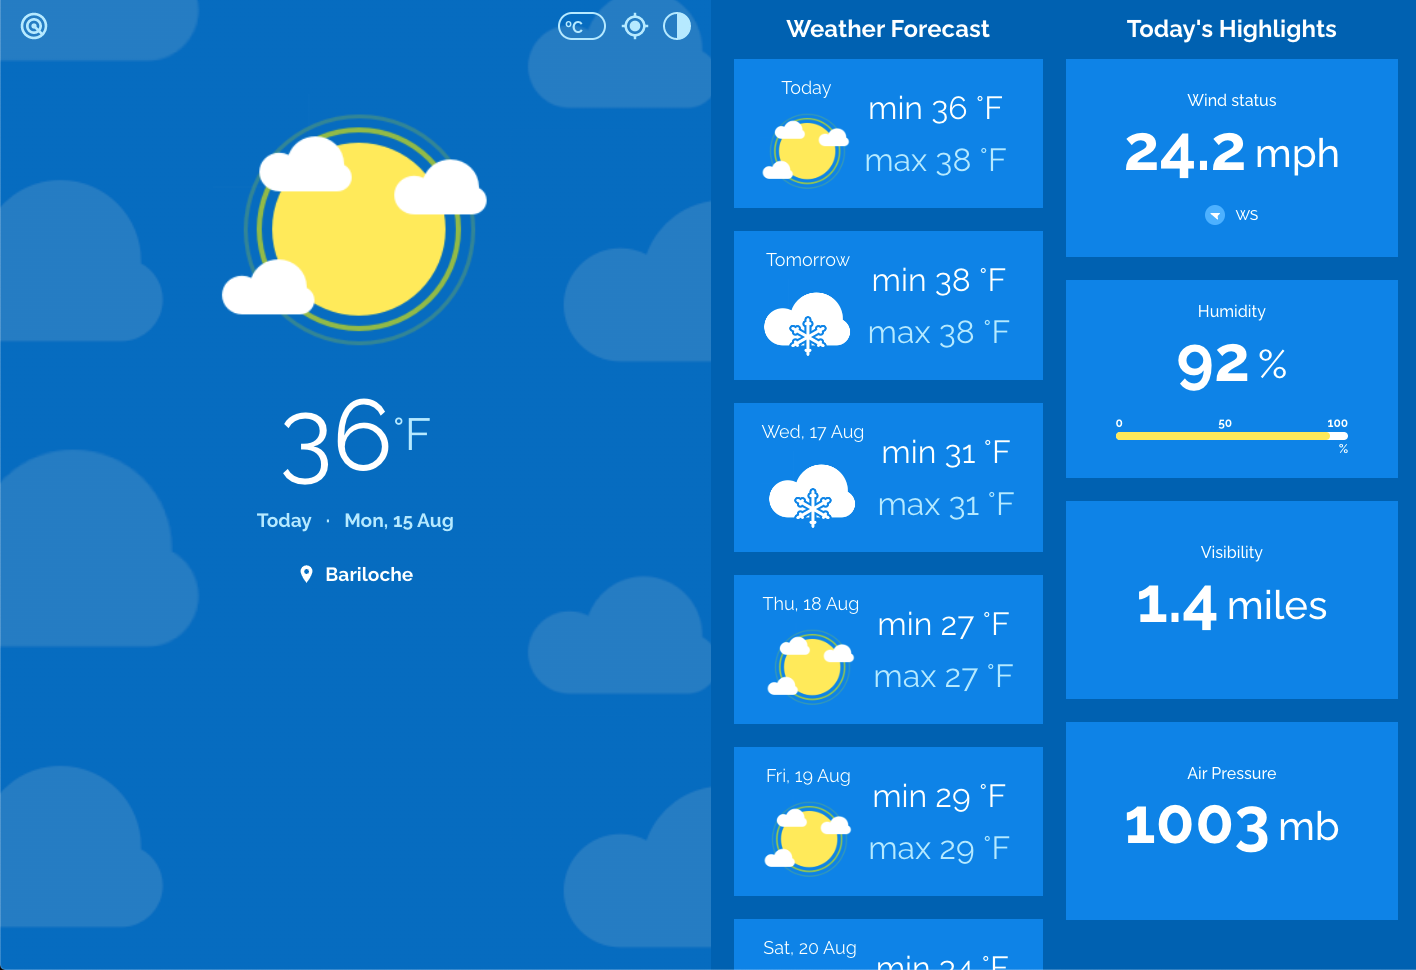 °C
36 °F
Today · Mon, 15 Aug
Bariloche
Weather Forecast
Today
min 36 °F
max 38 °F
Tomorrow
min 38 °F
max 38 °F
Wed, 17 Aug
min 31 °F
max 31 °F
Thu, 18 Aug
min 27 °F
max 27 °F
Fri, 19 Aug
min 29 °F
max 29 °F
Sat, 20 Aug
min 34 °F
Today's Highlights
Wind status
24.2 mph
WS
Humidity
92 %
0 50 100
%
Visibility
1.4 miles
Air Pressure
1003 mb